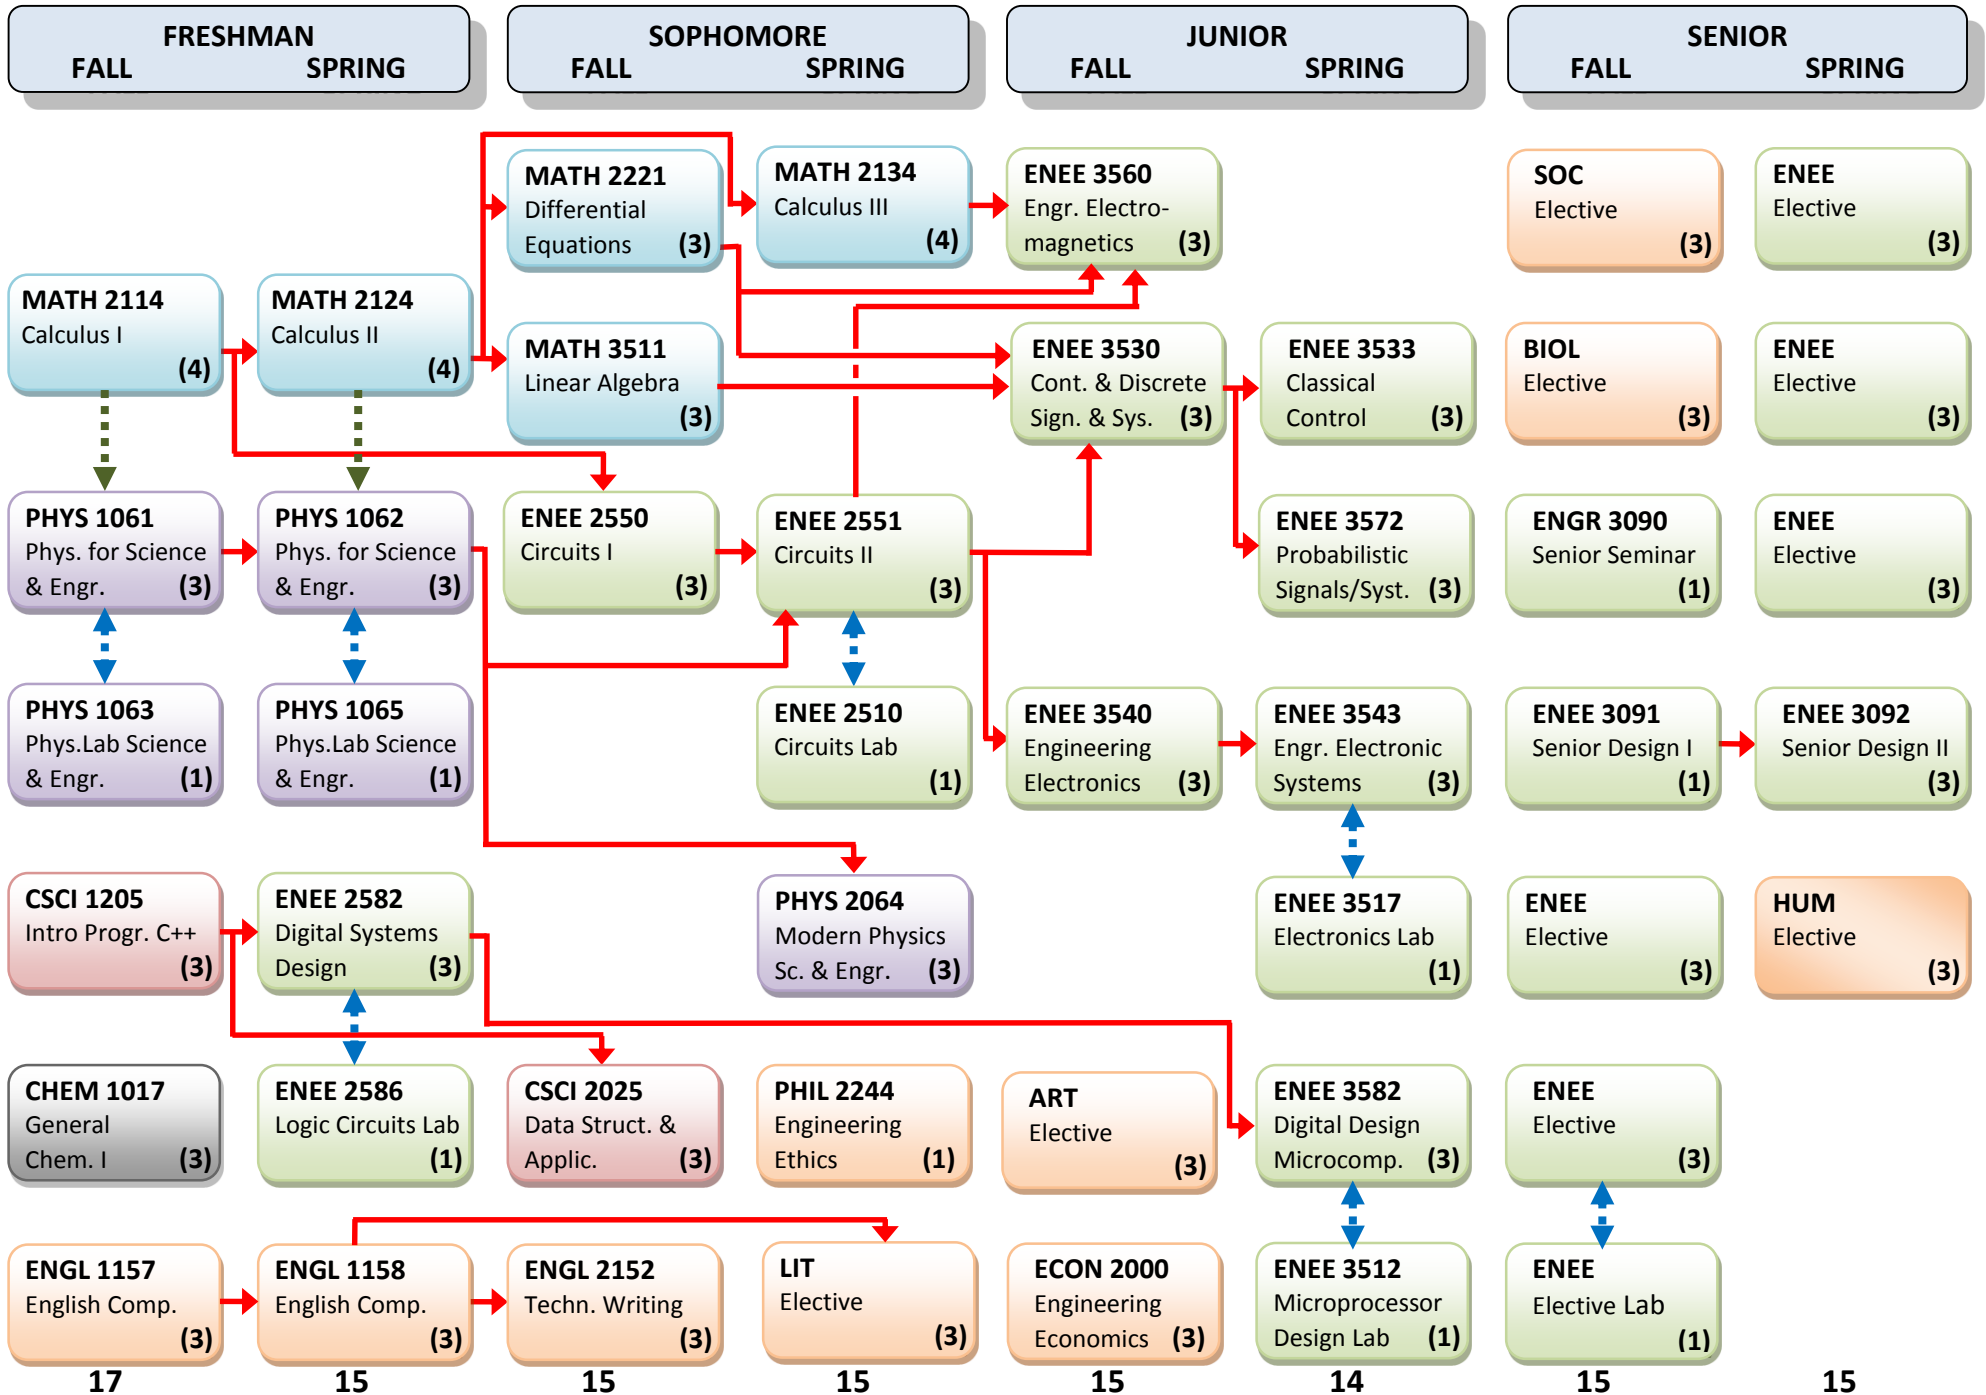 FRESHMAN
FALL SPRING
SOPHOMORE
FALL SPRING
JUNIOR
FALL SPRING
SENIOR
FALL SPRING
MATH 2221
Differential
Equations (3)
MATH 2134
Calculus III
(4)
ENEE 3560
Engr. Electro-
magnetics (3)
SOC
Elective
(3)
ENEE
Elective
(3)
MATH 2114
Calculus I
(4)
MATH 2124
Calculus II
(4)
MATH 3511
Linear Algebra
(3)
ENEE 3530
Cont. & Discrete
Sign. & Sys. (3)
ENEE 3533
Classical
Control (3)
BIOL
Elective
(3)
ENEE
Elective
(3)
PHYS 1061
Phys. for Science
& Engr. (3)
PHYS 1062
Phys. for Science
& Engr. (3)
ENEE 2550
Circuits I
(3)
ENEE 2551
Circuits II
(3)
ENEE 3572
Probabilistic
Signals/Syst. (3)
ENGR 3090
Senior Seminar
(1)
ENEE
Elective
(3)
PHYS 1063
Phys.Lab Science
& Engr. (1)
PHYS 1065
Phys.Lab Science
& Engr. (1)
ENEE 2510
Circuits Lab
(1)
ENEE 3540
Engineering
Electronics (3)
ENEE 3543
Engr. Electronic
Systems (3)
ENEE 3091
Senior Design I
(1)
ENEE 3092
Senior Design II
(3)
CSCI 1205
Intro Progr. C++
(3)
ENEE 2582
Digital Systems
Design (3)
PHYS 2064
Modern Physics
Sc. & Engr. (3)
ENEE 3517
Electronics Lab
(1)
ENEE
Elective
(3)
HUM
Elective
(3)
CHEM 1017
General
Chem. I (3)
ENEE 2586
Logic Circuits Lab
(1)
CSCI 2025
Data Struct. &
Applic. (3)
PHIL 2244
Engineering
Ethics (1)
ART
Elective
(3)
ENEE 3582
Digital Design
Microcomp. (3)
ENEE
Elective
(3)
ENGL 1157
English Comp.
(3)
ENGL 1158
English Comp.
(3)
ENGL 2152
Techn. Writing
(3)
LIT
Elective
(3)
ECON 2000
Engineering
Economics (3)
ENEE 3512
Microprocessor
Design Lab (1)
ENEE
Elective Lab
(1)
17 15 15 15 15 14 15 15